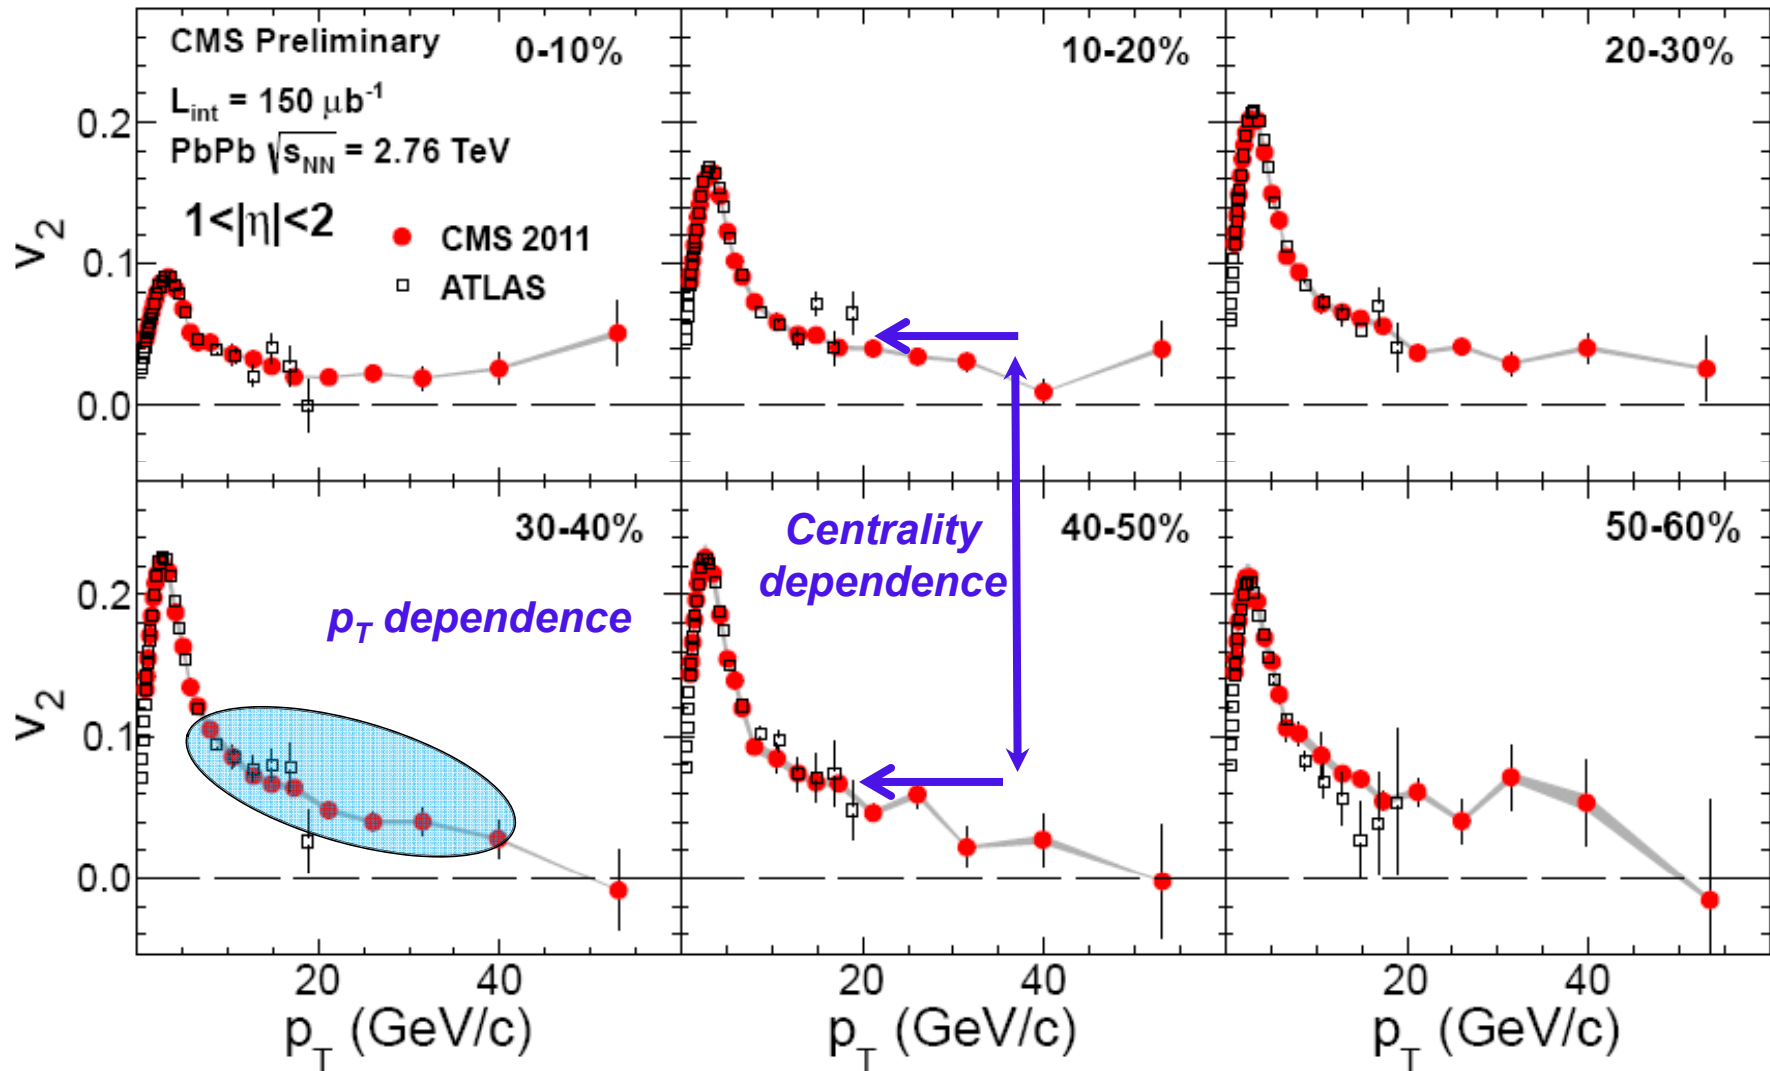 CMS Preliminary
0-10%
10-20%
20-30%
L_int = 150 μb⁻¹
PbPb √s_NN = 2.76 TeV
1<|η|<2
CMS 2011
ATLAS
v₂
0.2
0.1
0.0
30-40%
40-50%
50-60%
p_T dependence
Centrality
dependence
v₂
0.2
0.1
0.0
20 40
20 40
20 40
p_T (GeV/c)
p_T (GeV/c)
p_T (GeV/c)